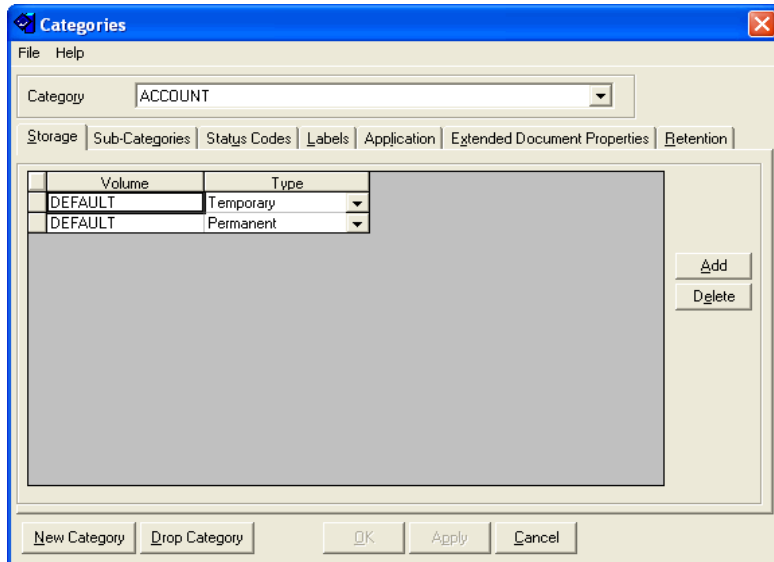 Categories
File Help
Category ACCOUNT
Storage Sub-Categories Status Codes Labels Application Extended Document Properties Retention
Volume Type
DEFAULT Temporary
DEFAULT Permanent
Add
Delete
New Category Drop Category OK Apply Cancel